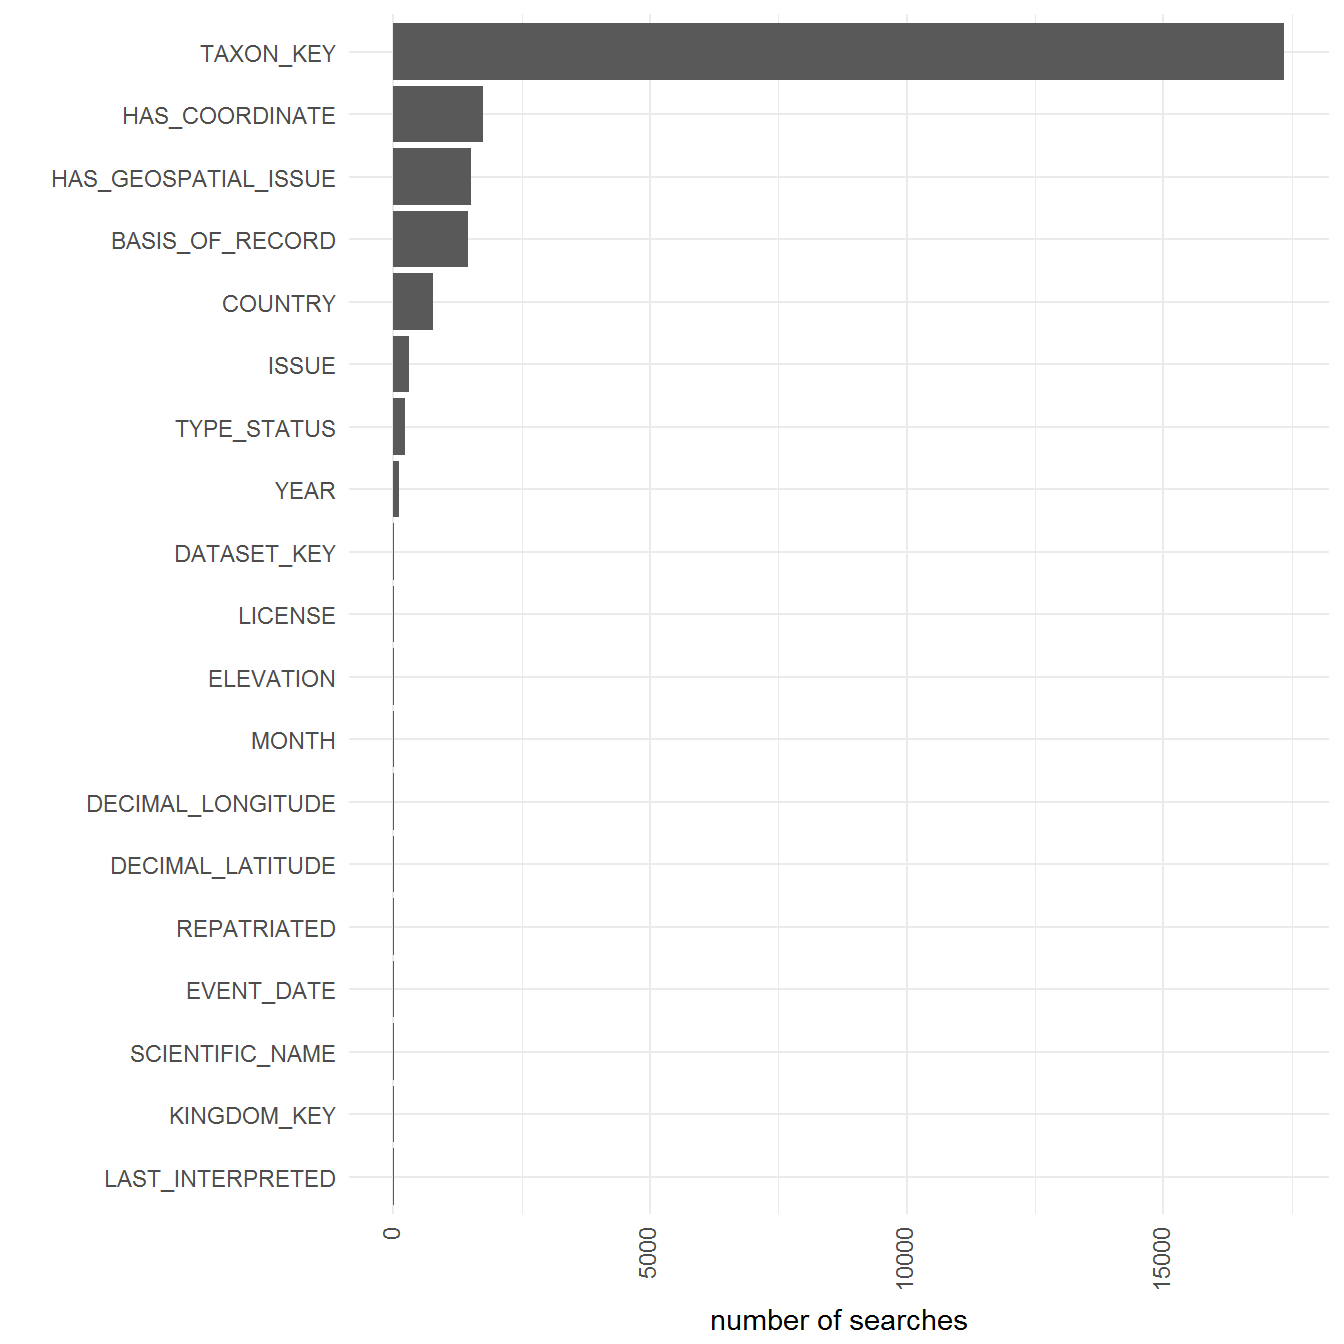 TAXON_KEY
HAS_COORDINATE
HAS_GEOSPATIAL_ISSUE
BASIS_OF_RECORD
COUNTRY
ISSUE
TYPE_STATUS
YEAR
DATASET_KEY
LICENSE
ELEVATION
MONTH
DECIMAL_LONGITUDE
DECIMAL_LATITUDE
REPATRIATED
EVENT_DATE
SCIENTIFIC_NAME
KINGDOM_KEY
LAST_INTERPRETED
0
5000
10000
15000
number of searches